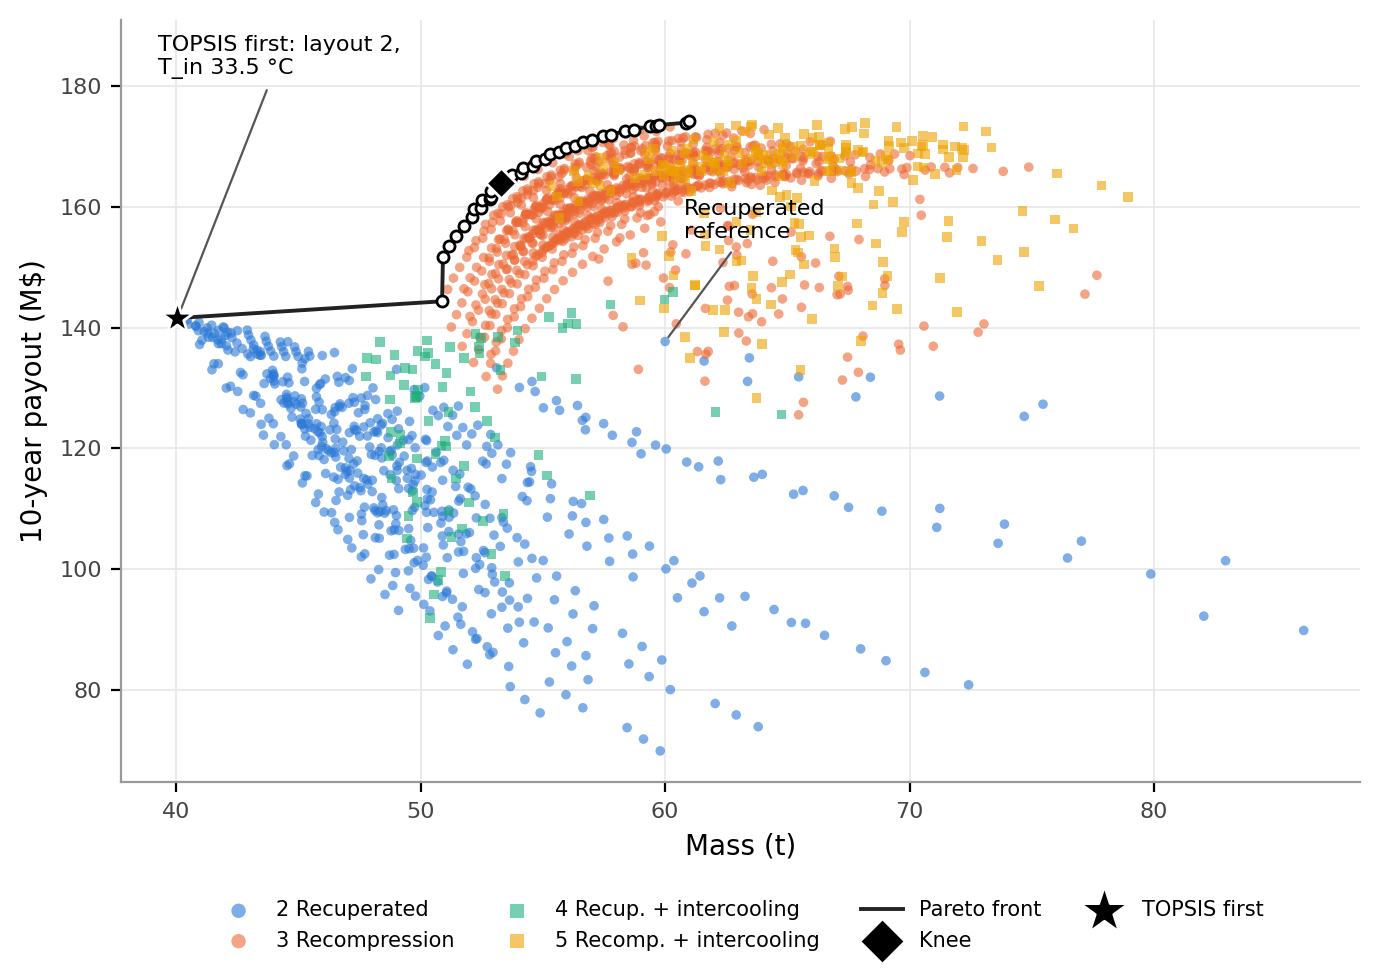 TOPSIS first: layout 2,
T_in 33.5 °C
180
160
140
120
100
80
Recuperated
reference
40
50
60
70
80
10-year payout (M$)
Mass (t)
2 Recuperated
3 Recompression
4 Recup. + intercooling
5 Recomp. + intercooling
Pareto front
Knee
TOPSIS first